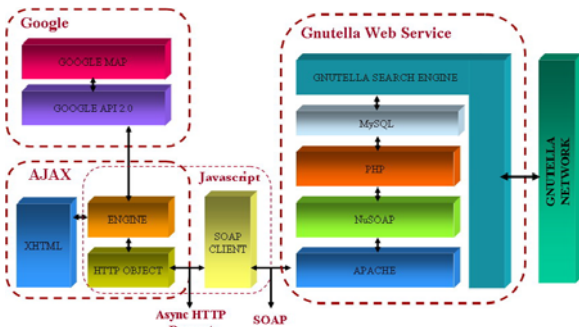 Google
GOOGLE MAP
GOOGLE API 2.0
AJAX
XHTML
ENGINE
HTTP OBJECT
Javascript
SOAP
CLIENT
Async HTTP
SOAP
Gnutella Web Service
GNUTELLA SEARCH ENGINE
MySQL
PHP
NuSOAP
APACHE
GNUTELLA
NETWORK